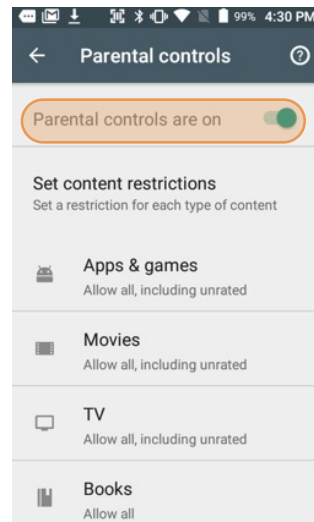 99% 4:30 PM
Parental controls
Parental controls are on
Set content restrictions
Set a restriction for each type of content
Apps & games
Allow all, including unrated
Movies
Allow all, including unrated
TV
Allow all, including unrated
Books
Allow all